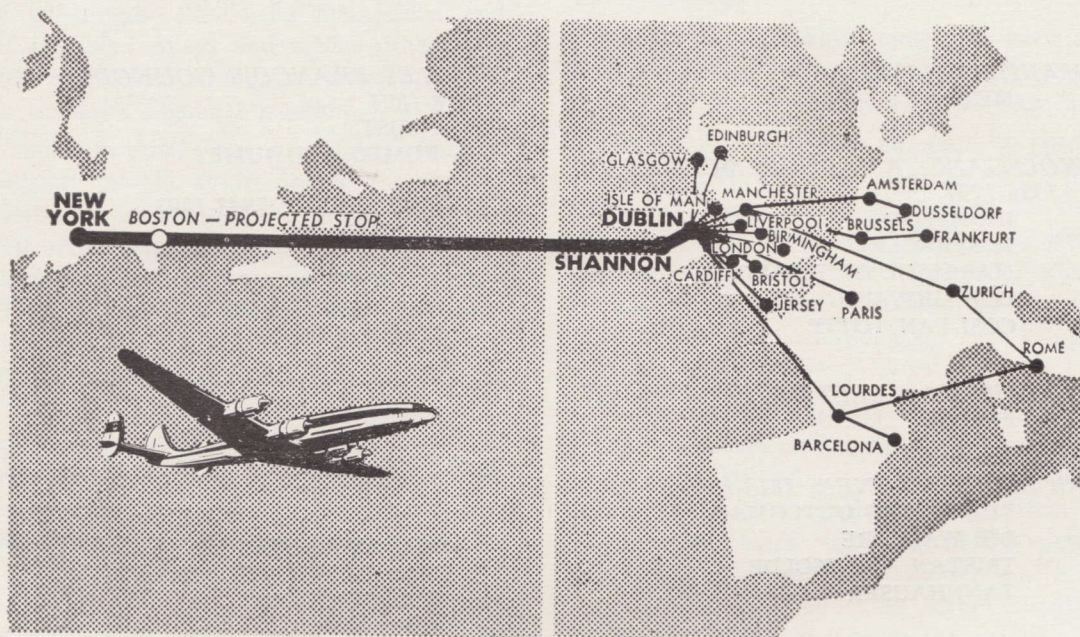 NEW
YORK
BOSTON — PROJECTED STOP
EDINBURGH
GLASGOW
ISLE OF MAN
MANCHESTER
AMSTERDAM
DUBLIN
LIVERPOOL
BRUSSELS
DUSSELDORF
BIRMINGHAM
FRANKFURT
SHANNON
LONDON
CARDIFF
BRISTOL
JERSEY
PARIS
ZURICH
ROMÉ
LOURDES
BARCELONA